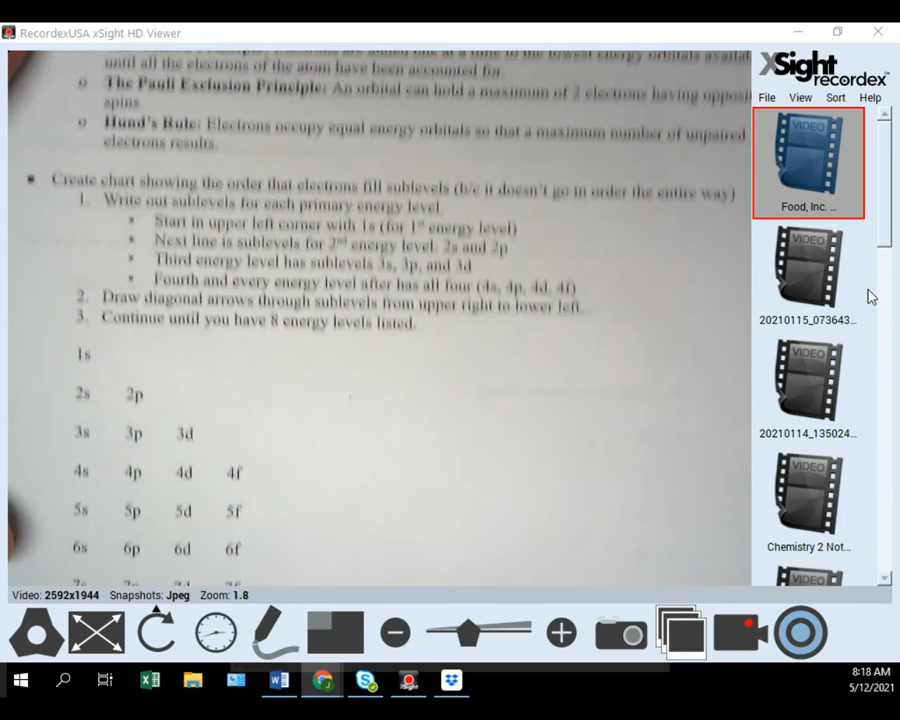 RecordexUSA xSight HD Viewer
until all the electrons of the atom have been accounted for.
o The Pauli Exclusion Principle: An orbital can hold a maximum of 2 electrons having opposit
spins.
o Hund's Rule: Electrons occupy equal energy orbitals so that a maximum number of unpaired
electrons results.
• Create chart showing the order that electrons fill sublevels (b/c it doesn't go in order the entire way)
1. Write out sublevels for each primary energy level.
▪ Start in upper left corner with 1s (for 1st energy level)
▪ Next line is sublevels for 2nd energy level: 2s and 2p
▪ Third energy level has sublevels 3s, 3p, and 3d
▪ Fourth and every energy level after has all four (4s, 4p, 4d, 4f)
2. Draw diagonal arrows through sublevels from upper right to lower left.
3. Continue until you have 8 energy levels listed.
1s
2s 2p
3s 3p 3d
4s 4p 4d 4f
5s 5p 5d 5f
6s 6p 6d 6f
XSight
recordex
File View Sort Help
VIDEO
Food, Inc. ...
VIDEO
20210115_073643...
VIDEO
20210114_135024...
VIDEO
Chemistry 2 Not...
VIDEO
Video: 2592x1944 Snapshots: Jpeg Zoom: 1.8
8:18 AM
5/12/2021